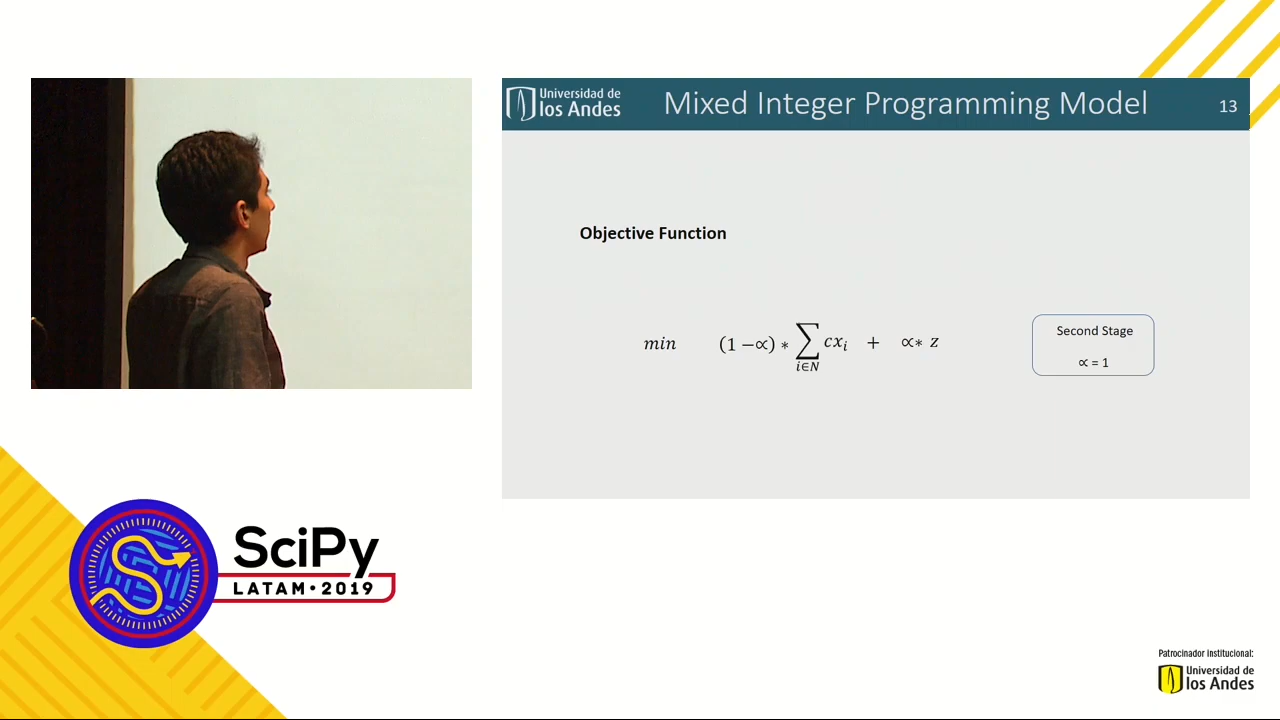 Universidad de
los Andes
Mixed Integer Programming Model
13
Objective Function
min (1 −∝) ∗ ∑ cxᵢ + ∝∗ z
i∈N
Second Stage
∝ = 1
SciPy
LATAM•2019
Patrocinador institucional:
Universidad de
los Andes